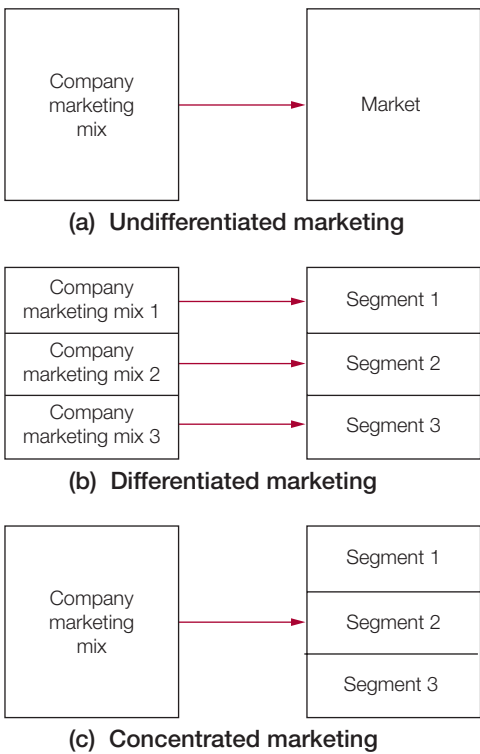 Company
marketing
mix
Market
(a) Undifferentiated marketing
Company
marketing mix 1
Segment 1
Company
marketing mix 2
Segment 2
Company
marketing mix 3
Segment 3
(b) Differentiated marketing
Company
marketing
mix
Segment 1
Segment 2
Segment 3
(c) Concentrated marketing